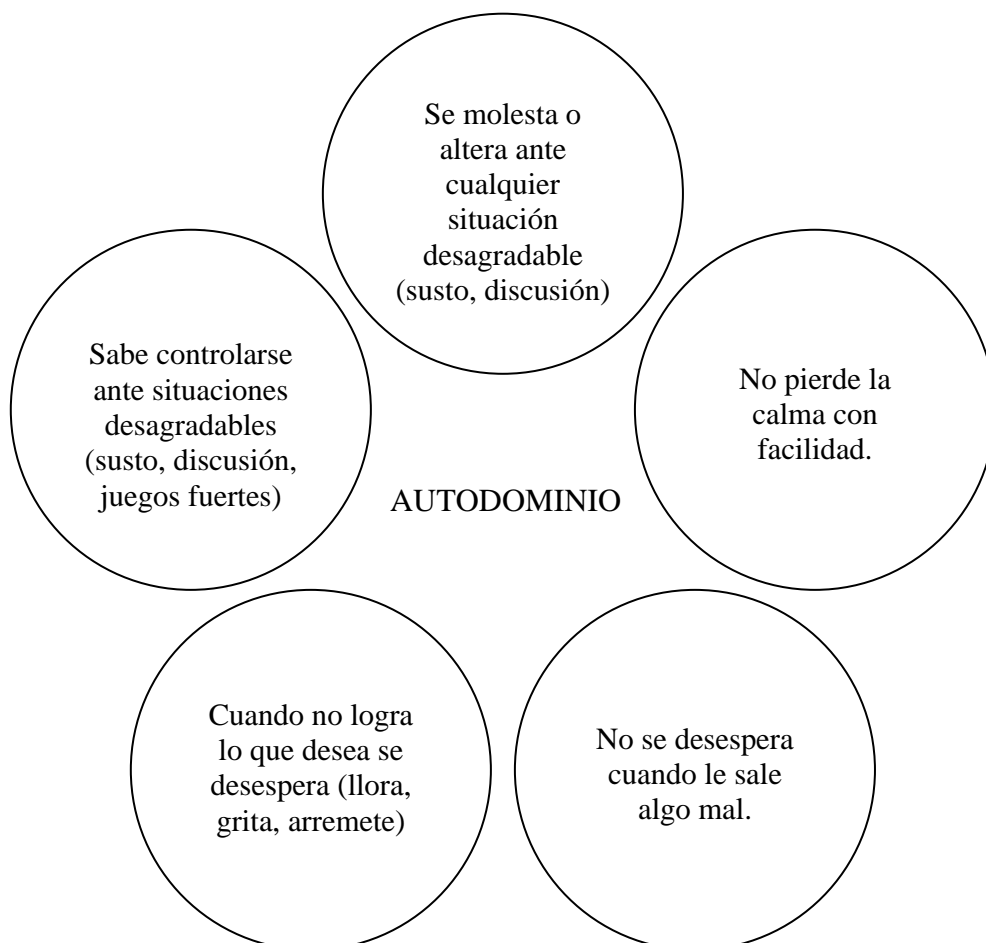 Se molesta o
altera ante
cualquier
situación
desagradable
(susto, discusión)
Sabe controlarse
ante situaciones
desagradables
(susto, discusión,
juegos fuertes)
No pierde la
calma con
facilidad.
AUTODOMINIO
Cuando no logra
lo que desea se
desespera (llora,
grita, arremete)
No se desespera
cuando le sale
algo mal.